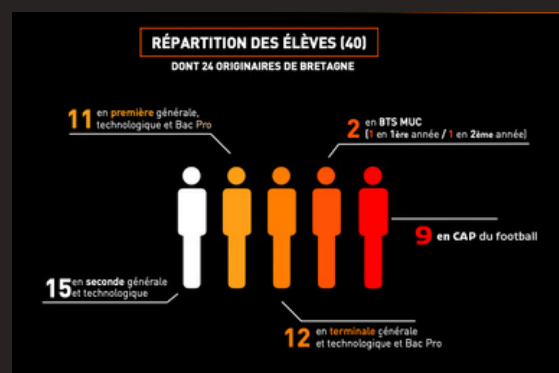 RÉPARTITION DES ÉLÈVES (40)
DONT 24 ORIGINAIRES DE BRETAGNE
11 en première générale,
technologique et Bac Pro
2 en BTS MUC
(1 en 1ère année / 1 en 2ème année)
9 en CAP du football
15 en seconde générale
et technologique
12 en terminale générale
et technologique et Bac Pro